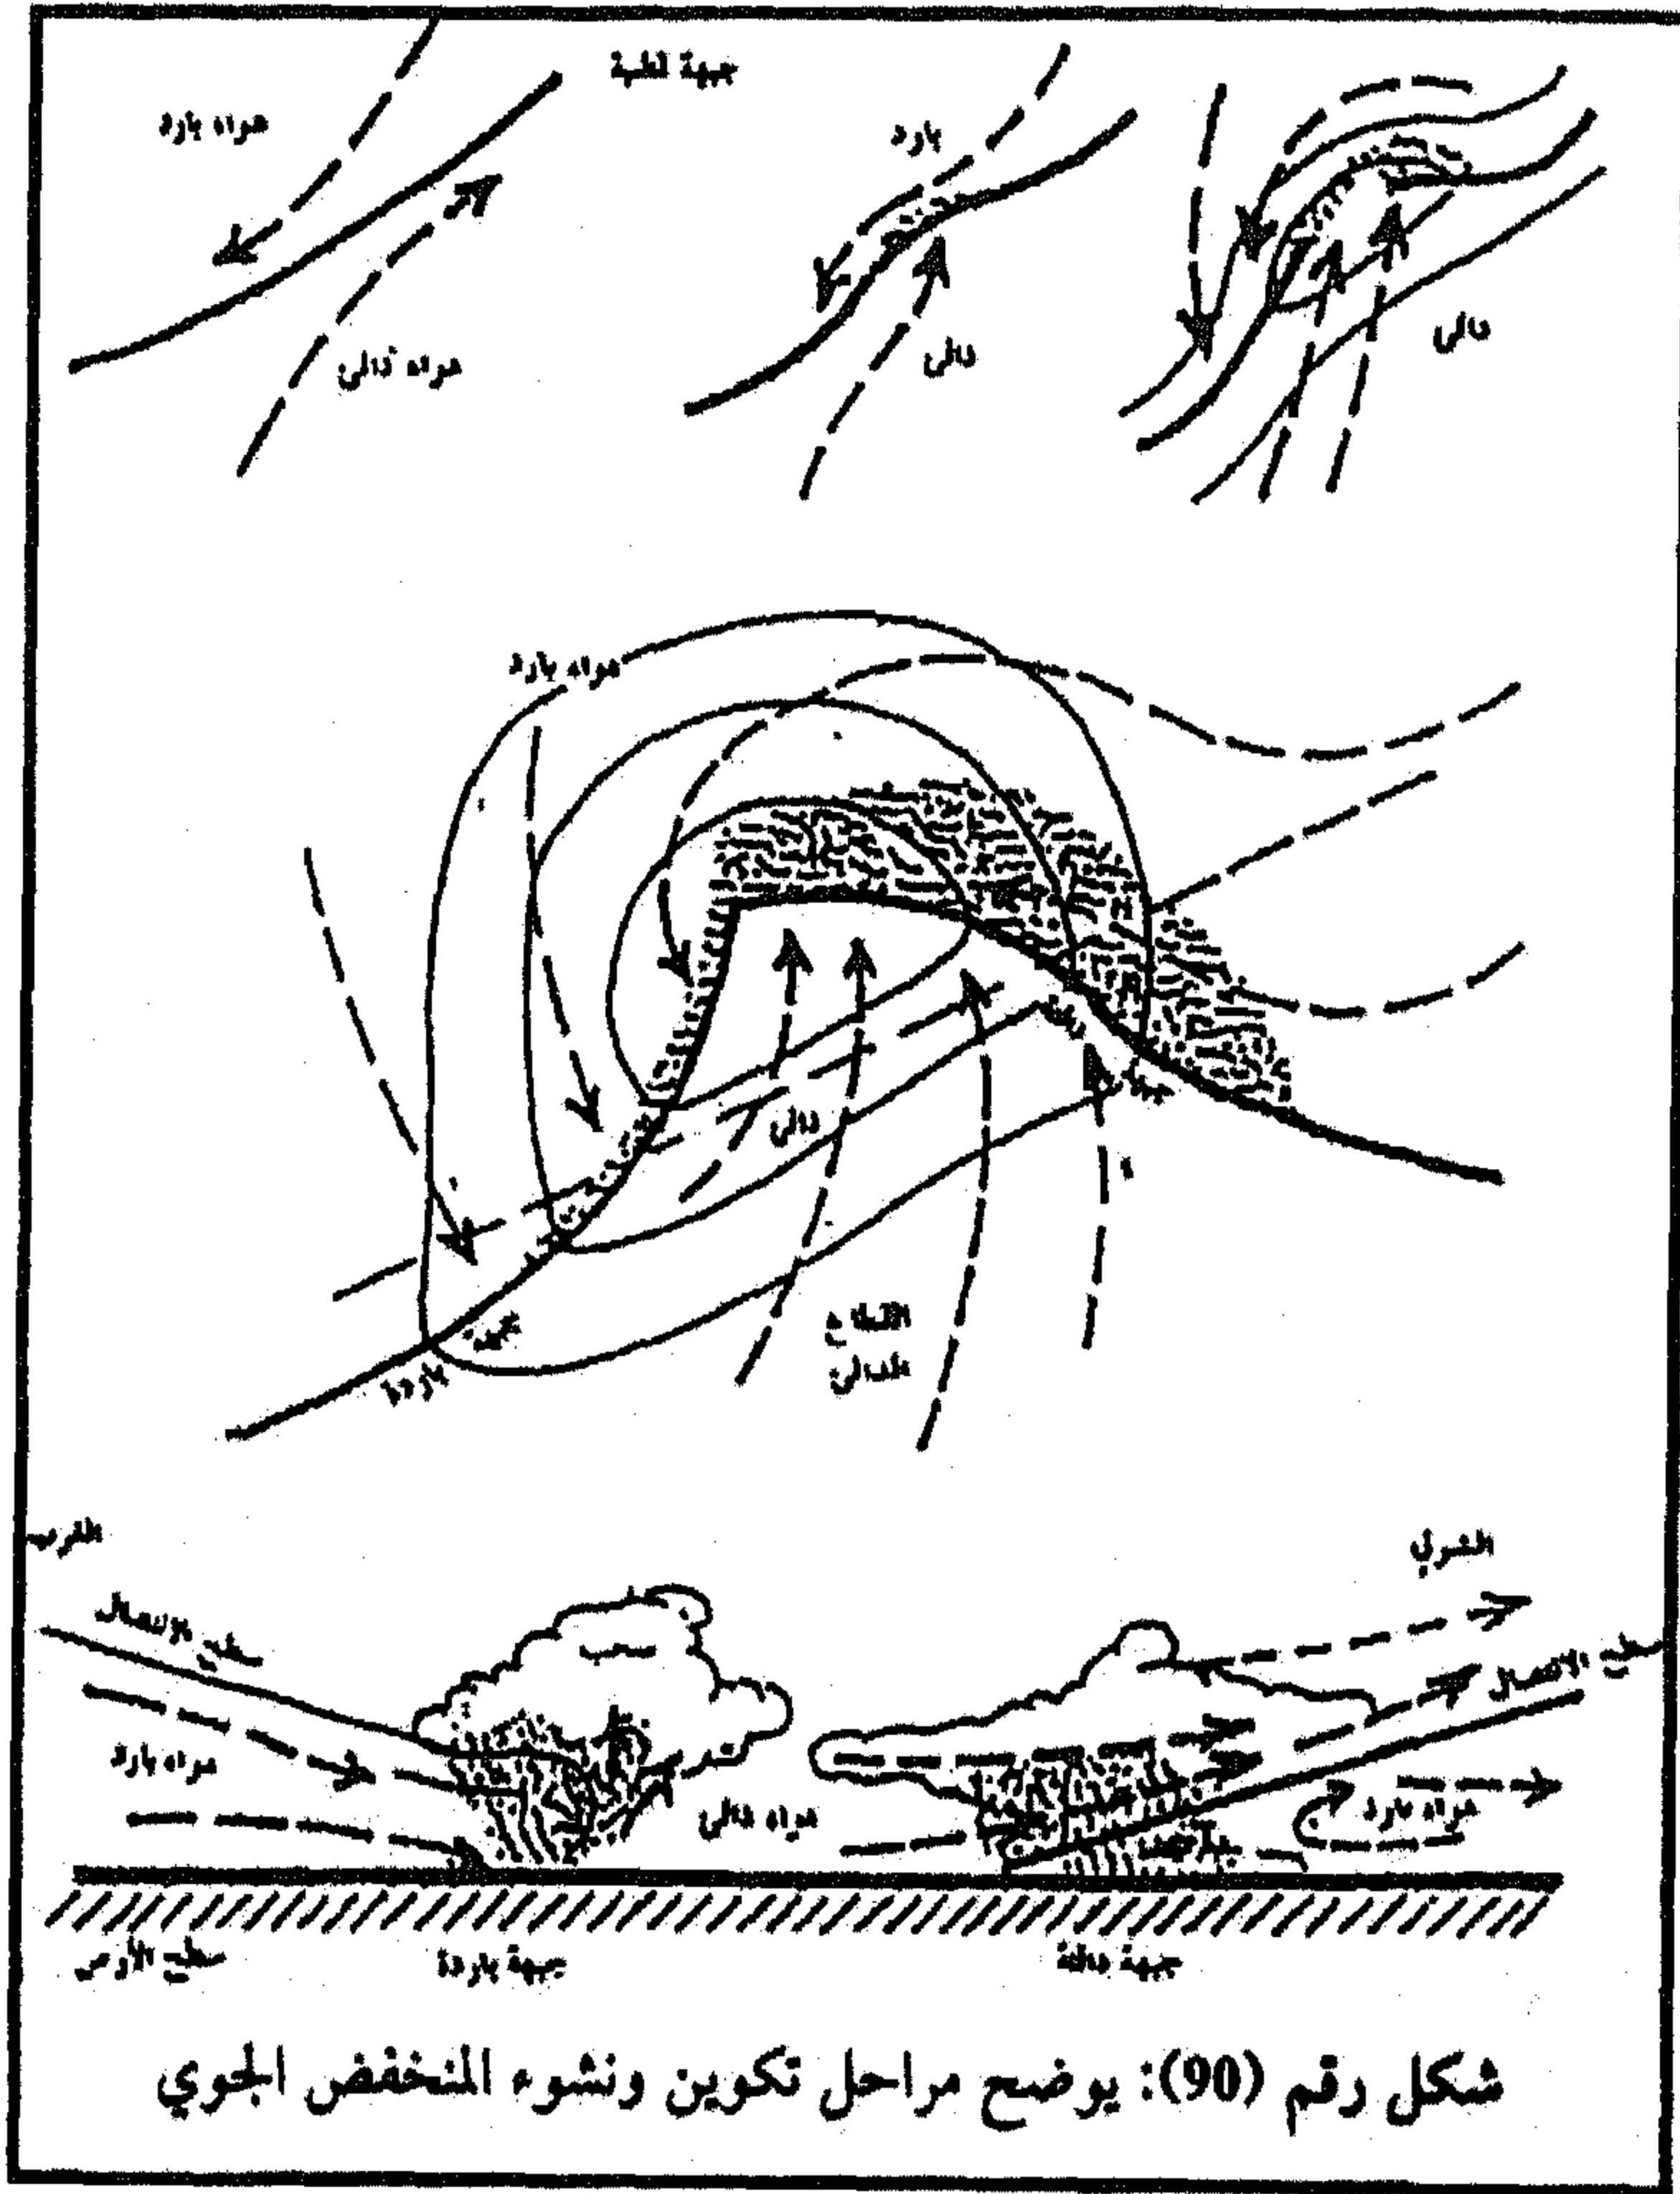 جبهة قطبية
هواء بارد
هواء دافئ
بارد
دافئ
دافئ
هواء بارد
دافئ
جبهة
جبهة باردة
القطاع
الدافئ
الغرب
الشرق
سطح الانفصال
سحب
سطح الانفصال
هواء بارد
هواء دافئ
هواء بارد
سطح الأرض
جبهة باردة
جبهة دافئة
شكل رقم (90): يوضح مراحل تكوين ونشوء المنخفض الجوي